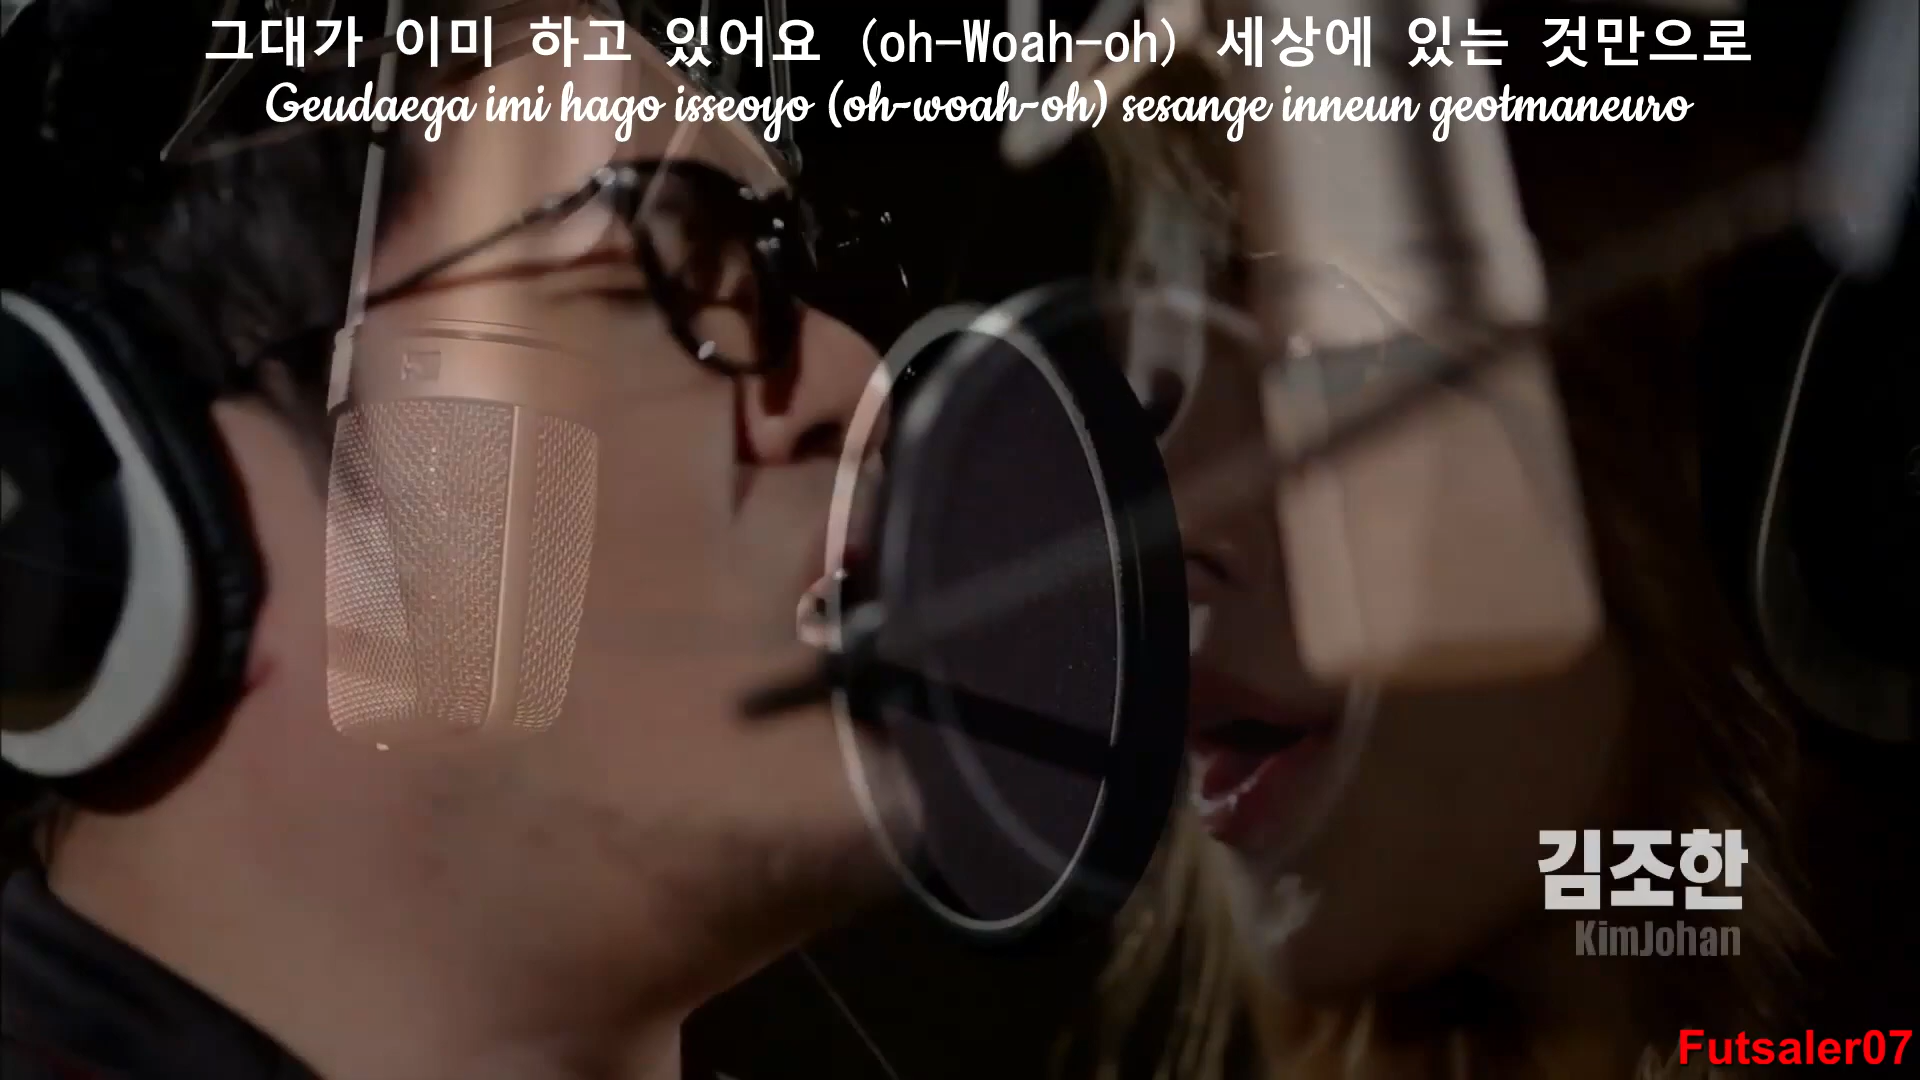 그대가 이미 하고 있어요 (oh-Woah-oh) 세상에 있는 것만으로
Geudaega imi hago isseoyo (oh-woah-oh) sesange inneun geotmaneuro
김조한
KimJohan
Futsaler07